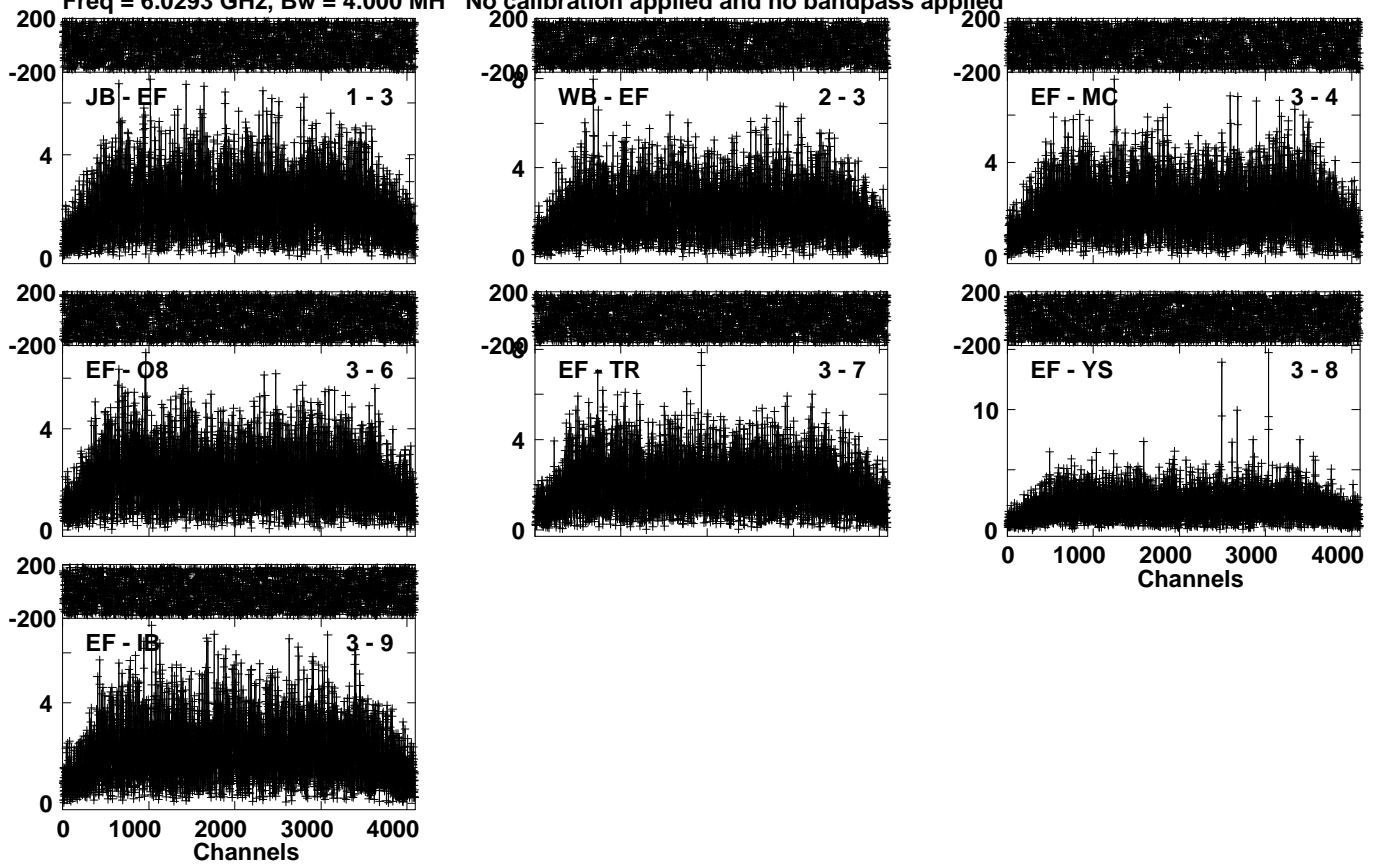 Freq = 6.0293 GHz, Bw = 4.000 MH No calibration applied and no bandpass applied
200
-200
JB - EF 1 - 3
4
0
200
-200
8
WB - EF 2 - 3
4
0
200
-200
EF - MC 3 - 4
4
0
200
-200
EF - O8 3 - 6
4
0
200
-200
8
EF - TR 3 - 7
4
0
200
-200
EF - YS 3 - 8
10
0
0 1000 2000 3000 4000
Channels
200
-200
EF - IB 3 - 9
4
0
0 1000 2000 3000 4000
Channels